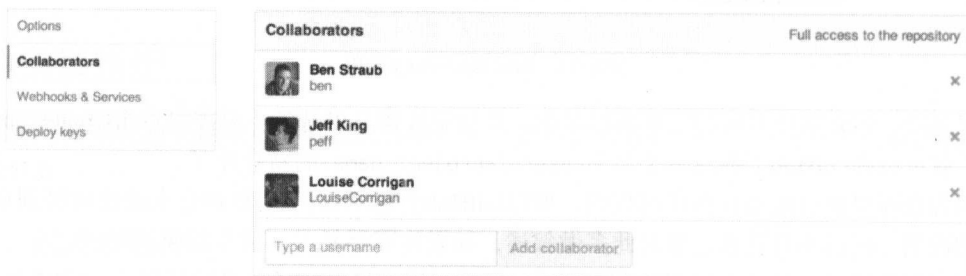 Options
Collaborators
Webhooks & Services
Deploy keys
Collaborators
Full access to the repository
Ben Straub
ben
Jeff King
peff
Louise Corrigan
LouiseCorrigan
Type a username
Add collaborator